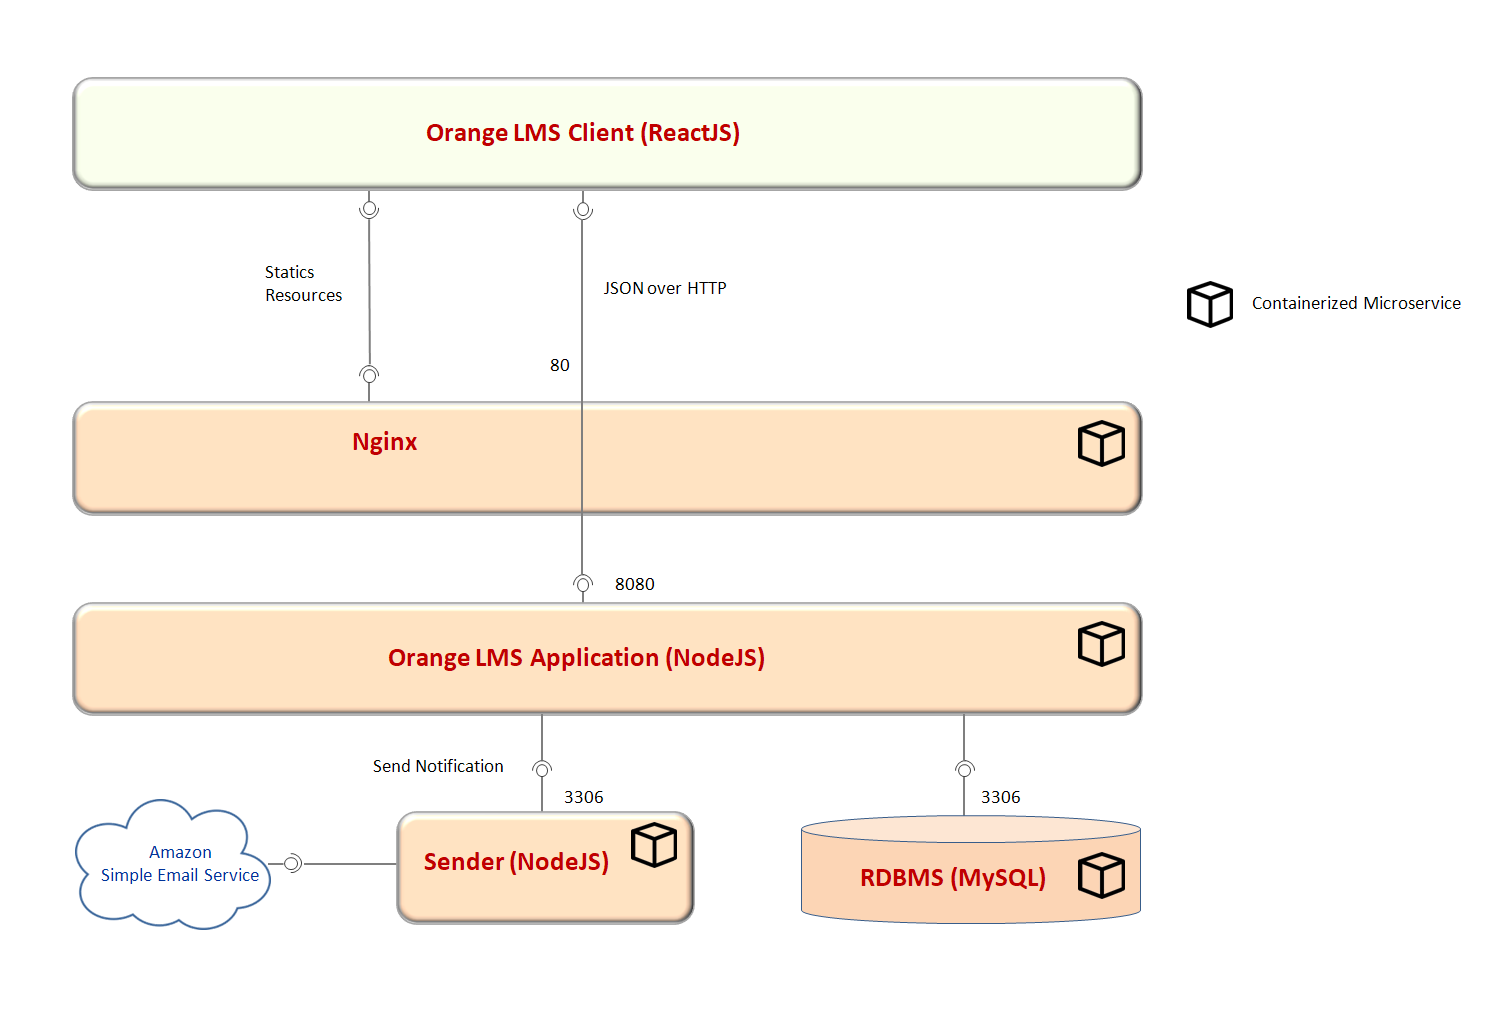 Orange LMS Client (ReactJS)
Statics
Resources
JSON over HTTP
Containerized Microservice
80
Nginx
8080
Orange LMS Application (NodeJS)
Send Notification
3306
3306
Amazon
Simple Email Service
Sender (NodeJS)
RDBMS (MySQL)